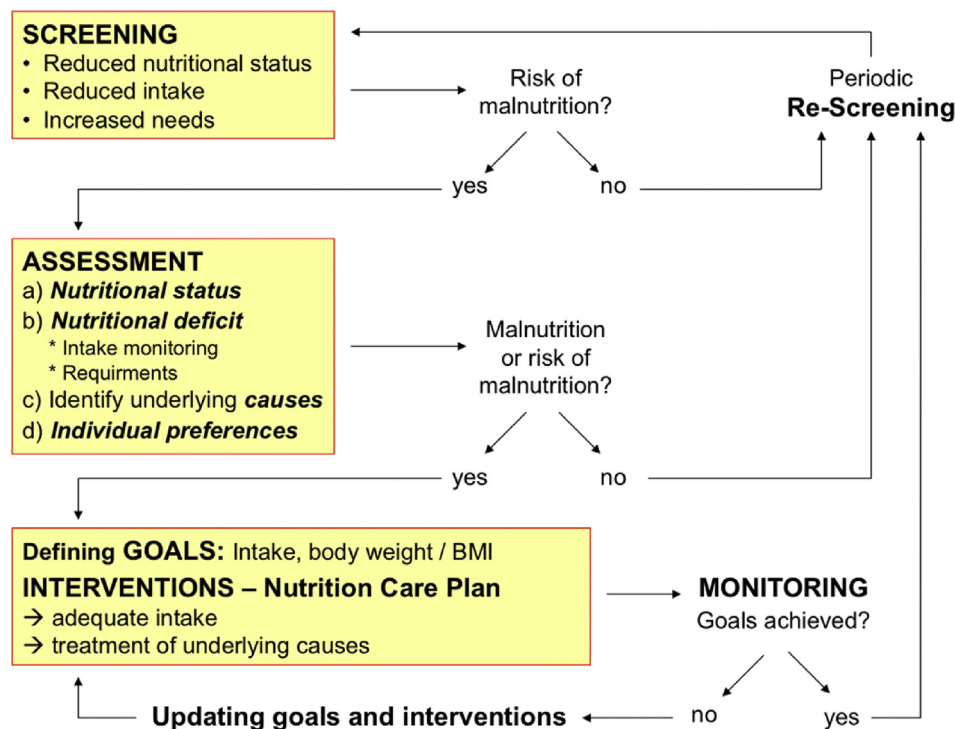 SCREENING
• Reduced nutritional status
• Reduced intake
• Increased needs
Risk of
malnutrition?
Periodic
Re-Screening
yes
no
ASSESSMENT
a) Nutritional status
b) Nutritional deficit
* Intake monitoring
* Requirments
c) Identify underlying causes
d) Individual preferences
Malnutrition
or risk of
malnutrition?
yes
no
Defining GOALS: Intake, body weight / BMI
INTERVENTIONS – Nutrition Care Plan
→ adequate intake
→ treatment of underlying causes
MONITORING
Goals achieved?
Updating goals and interventions
no
yes